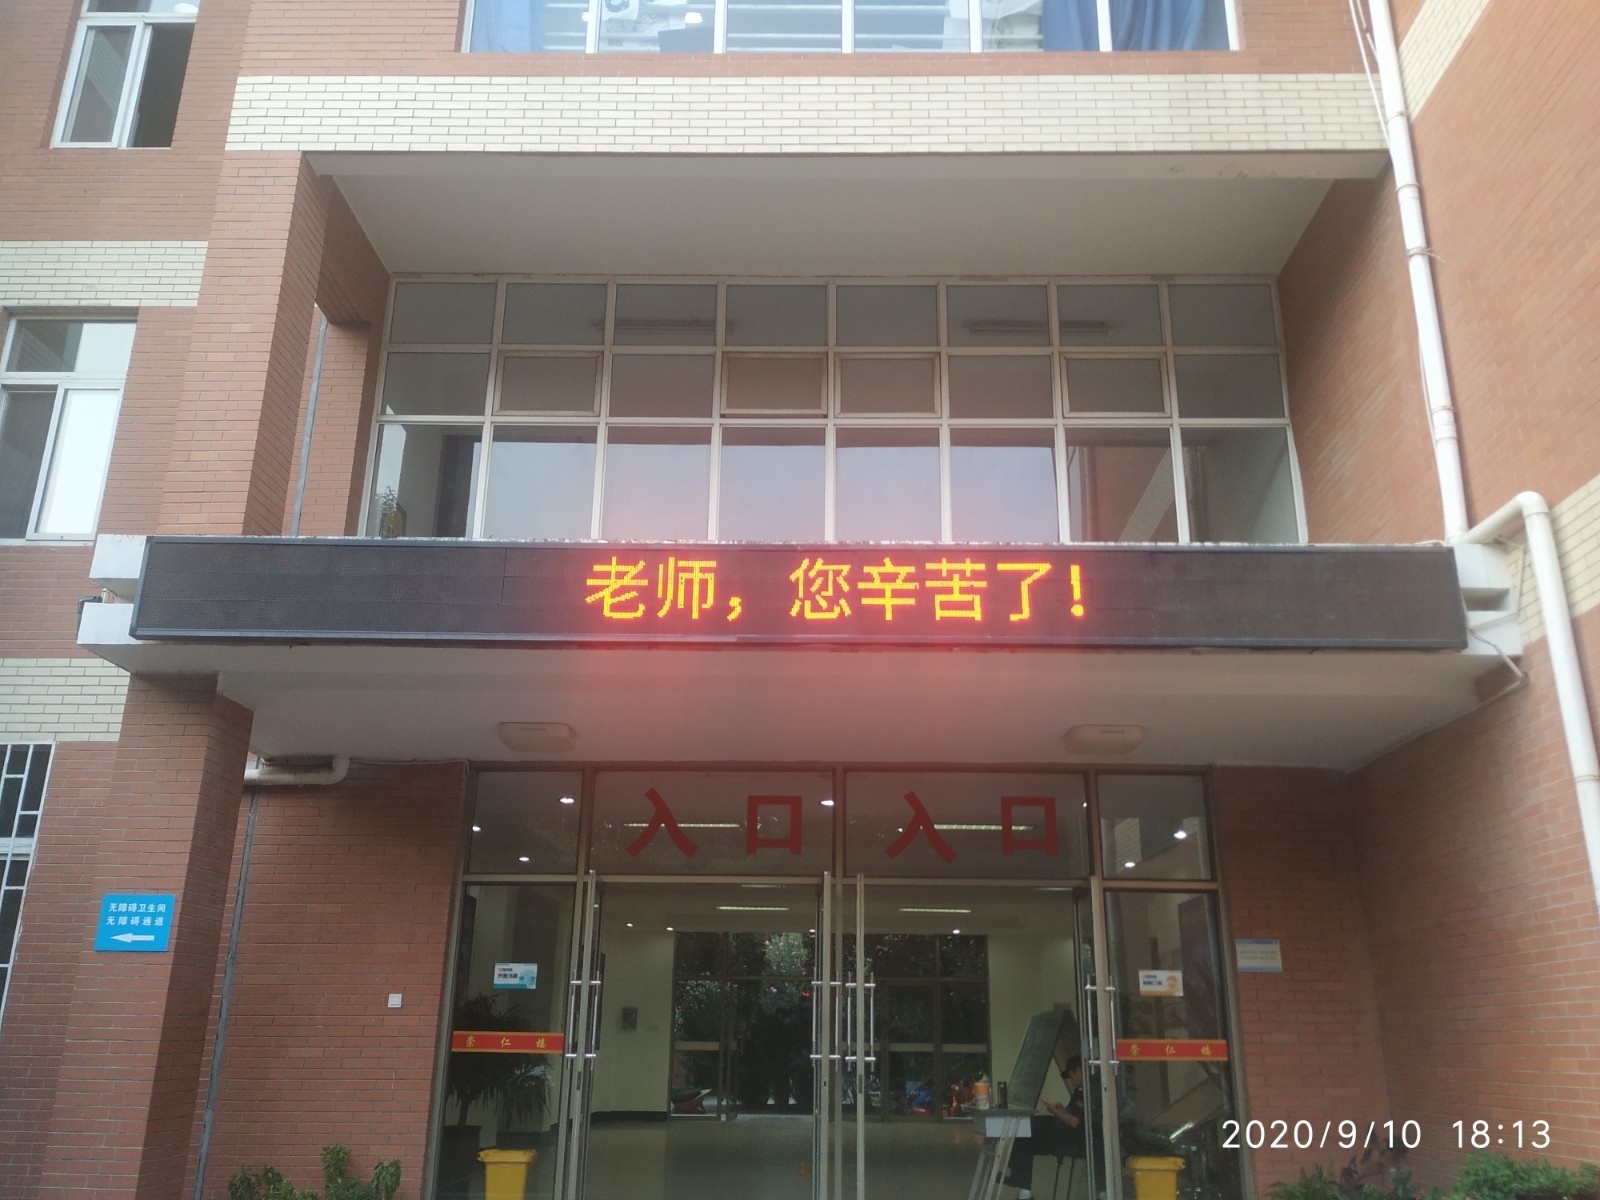 老师，您辛苦了！
入口 入口
无障碍卫生间
无障碍通道
崇仁楼
崇仁楼
2020/9/10 18:13